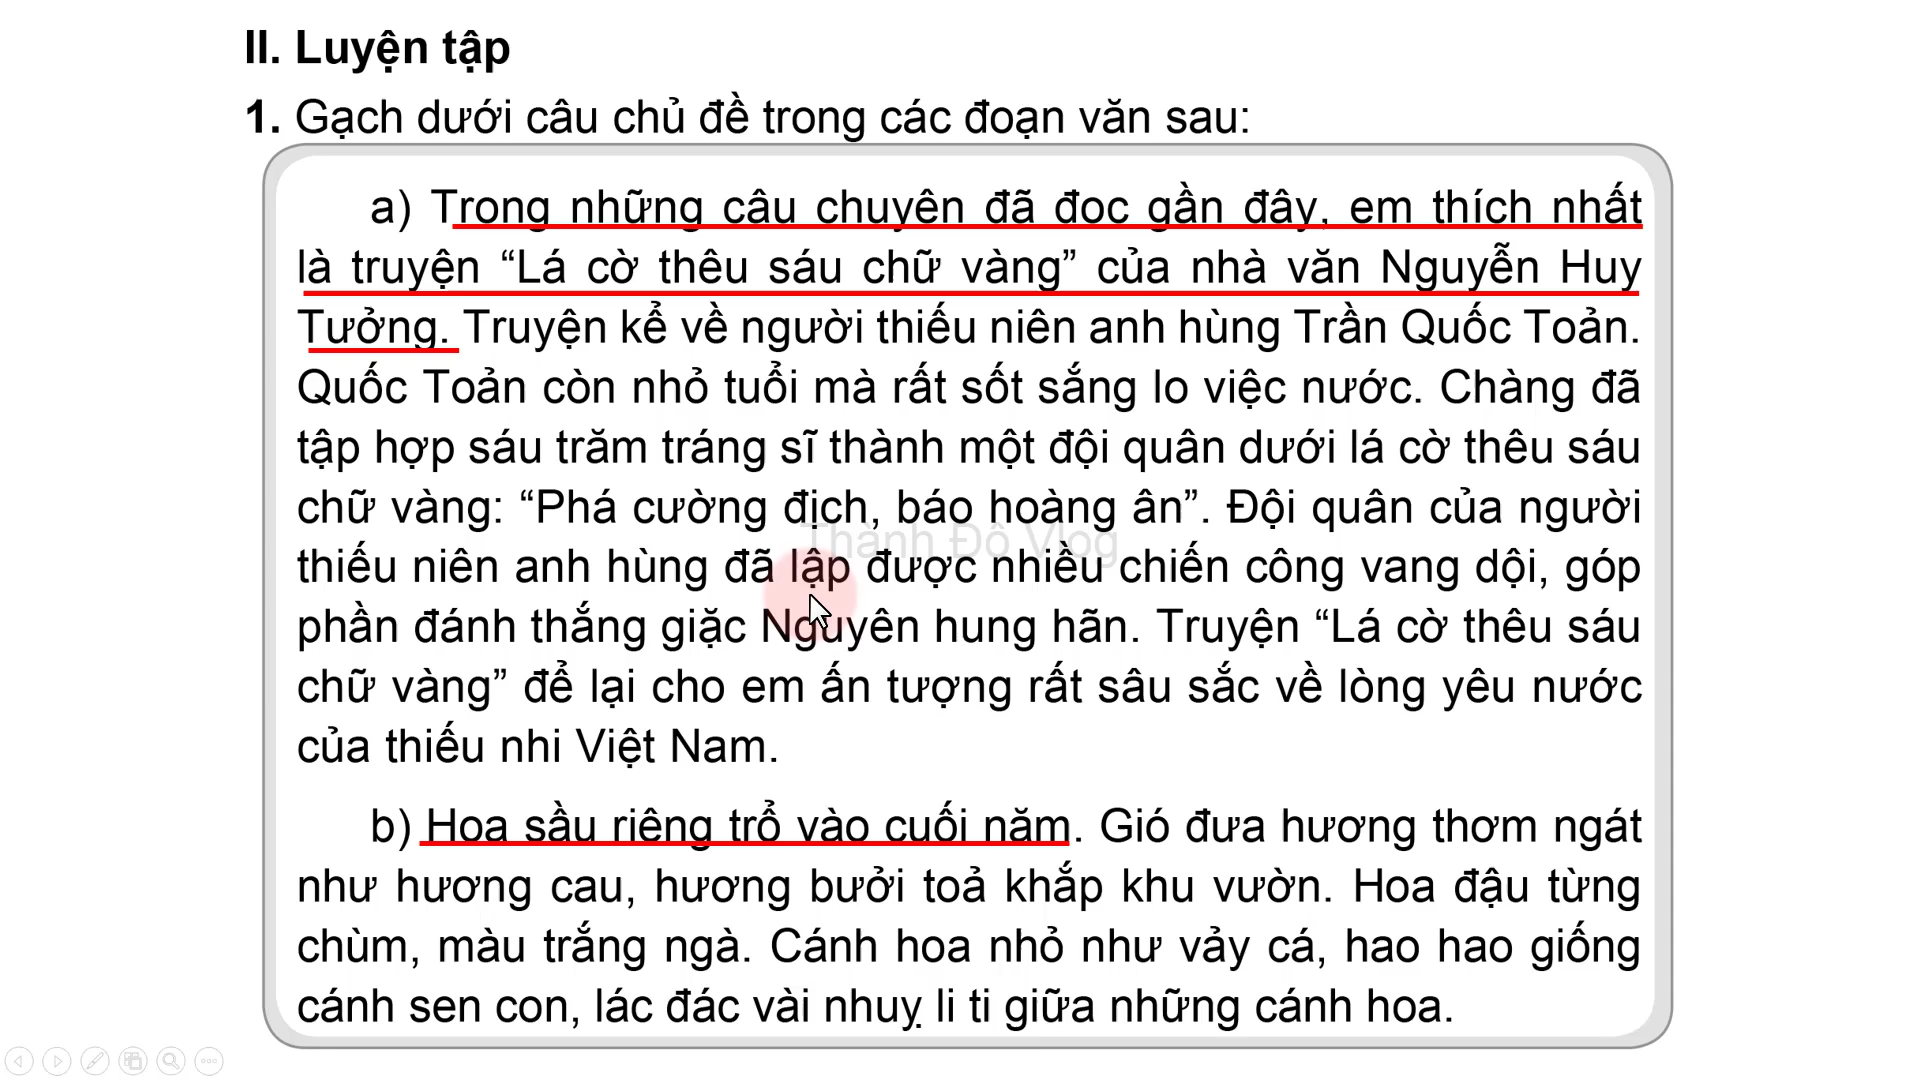 II. Luyện tập
1. Gạch dưới câu chủ đề trong các đoạn văn sau:
a) Trong những câu chuyện đã đọc gần đây, em thích nhất
là truyện “Lá cờ thêu sáu chữ vàng” của nhà văn Nguyễn Huy
Tưởng. Truyện kể về người thiếu niên anh hùng Trần Quốc Toản.
Quốc Toản còn nhỏ tuổi mà rất sốt sắng lo việc nước. Chàng đã
tập hợp sáu trăm tráng sĩ thành một đội quân dưới lá cờ thêu sáu
chữ vàng: “Phá cường địch, báo hoàng ân”. Đội quân của người
Thành Đô Vlog
thiếu niên anh hùng đã lập được nhiều chiến công vang dội, góp
phần đánh thắng giặc Nguyên hung hãn. Truyện “Lá cờ thêu sáu
chữ vàng” để lại cho em ấn tượng rất sâu sắc về lòng yêu nước
của thiếu nhi Việt Nam.
b) Hoa sầu riêng trổ vào cuối năm. Gió đưa hương thơm ngát
như hương cau, hương bưởi toả khắp khu vườn. Hoa đậu từng
chùm, màu trắng ngà. Cánh hoa nhỏ như vảy cá, hao hao giống
cánh sen con, lác đác vài nhuỵ li ti giữa những cánh hoa.